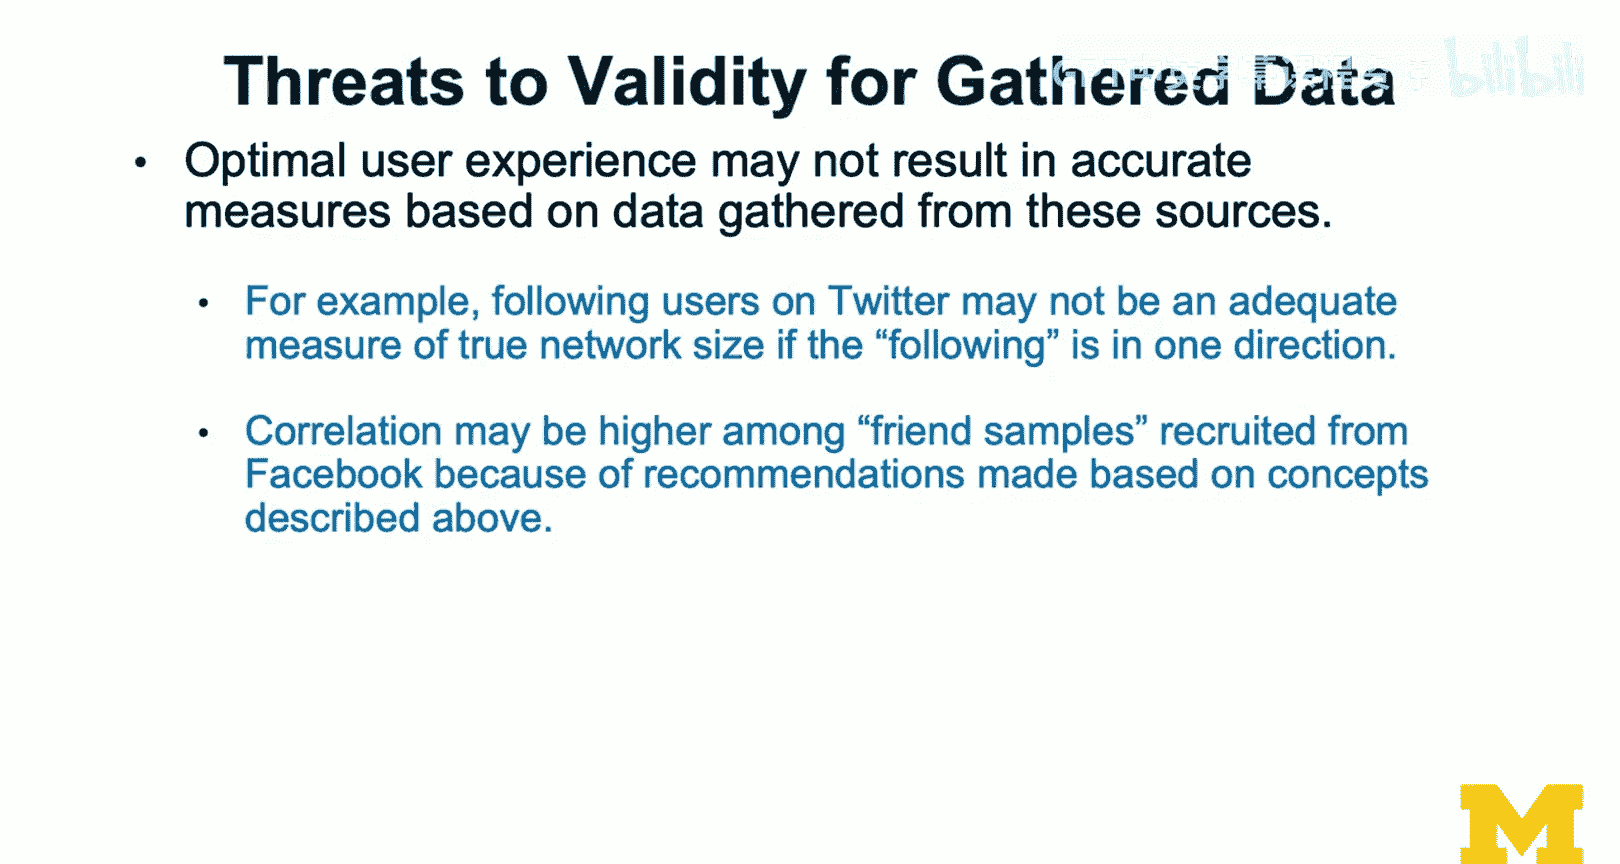 Threats to Validity for Gathered Data
bilibili
• Optimal user experience may not result in accurate
measures based on data gathered from these sources.
• For example, following users on Twitter may not be an adequate
measure of true network size if the “following” is in one direction.
• Correlation may be higher among “friend samples” recruited from
Facebook because of recommendations made based on concepts
described above.
M